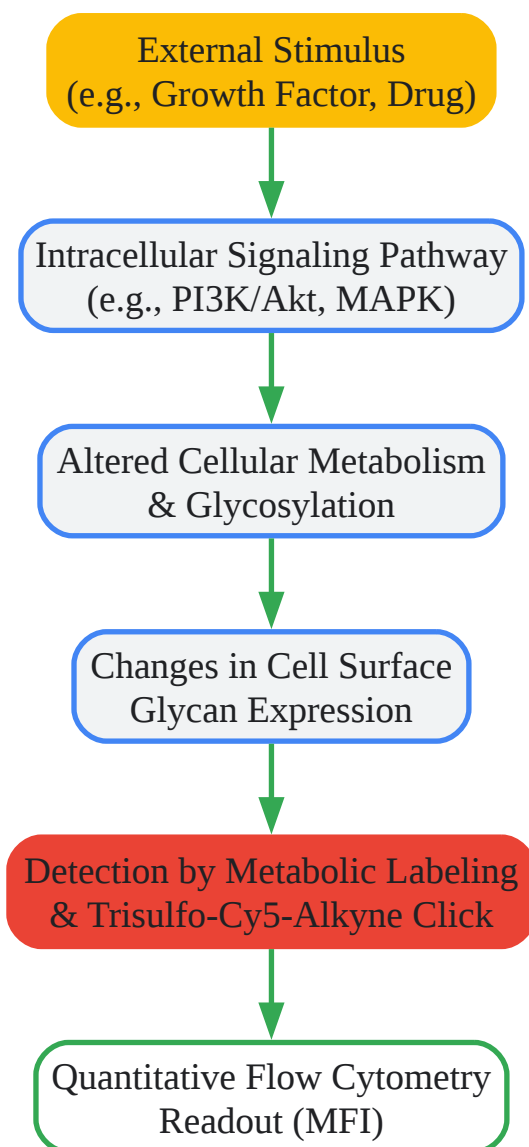 External Stimulus
(e.g., Growth Factor, Drug)
Intracellular Signaling Pathway
(e.g., PI3K/Akt, MAPK)
Altered Cellular Metabolism
& Glycosylation
Changes in Cell Surface
Glycan Expression
Detection by Metabolic Labeling
& Trisulfo-Cy5-Alkyne Click
Quantitative Flow Cytometry
Readout (MFI)